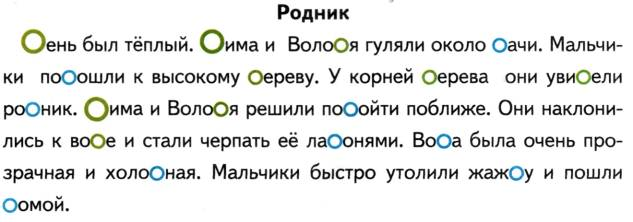 Родник
○ень был тёплый. ○има и Воло○я гуляли около ○ачи. Мальчи-
ки по○ошли к высокому ○ереву. У корней ○ерева они уви○ели
ро○ник. ○има и Воло○я решили по○ойти поближе. Они наклони-
лись к во○е и стали черпать её ла○онями. Во○а была очень про-
зрачная и холо○ная. Мальчики быстро утолили жаж○у и пошли
○омой.